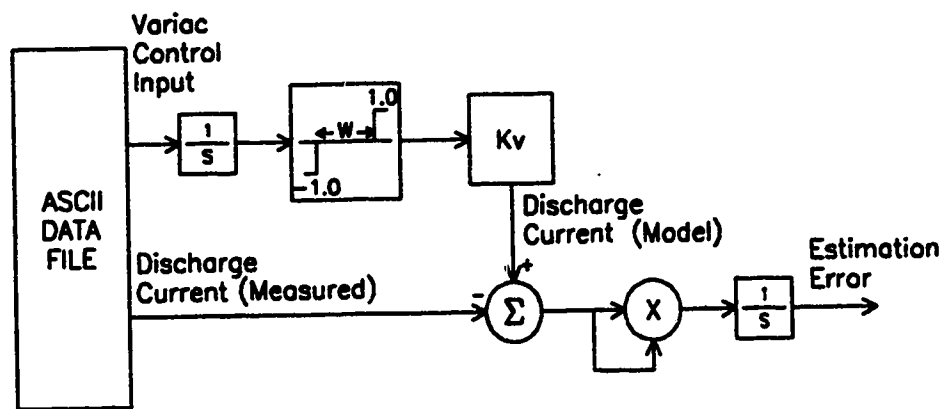 Variac
Control
Input
1
S
1.0
W
-1.0
Kv
ASCII
DATA
FILE
Discharge
Current (Model)
Discharge
Current (Measured)
-
+
Σ
X
1
S
Estimation
Error